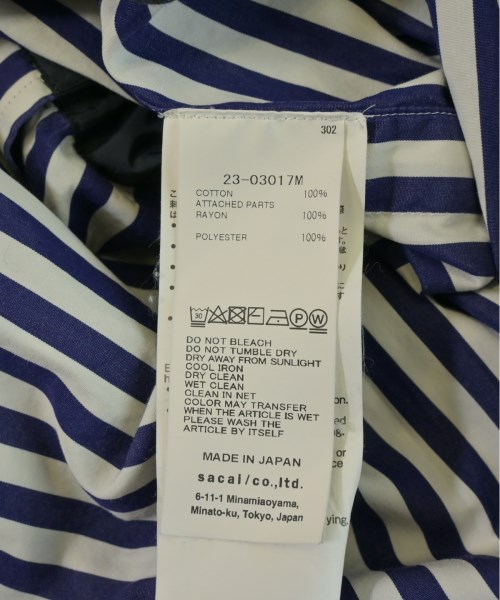 302
23-03017M
COTTON 100%
ATTACHED PARTS
RAYON 100%
POLYESTER 100%
30 P W
DO NOT BLEACH
DO NOT TUMBLE DRY
DRY AWAY FROM SUNLIGHT
COOL IRON
DRY CLEAN
WET CLEAN
CLEAN IN NET
COLOR MAY TRANSFER
WHEN THE ARTICLE IS WET
PLEASE WASH THE
ARTICLE BY ITSELF
MADE IN JAPAN
sacai/co.,ltd.
6-11-1 Minamiaoyama,
Minato-ku, Tokyo, Japan